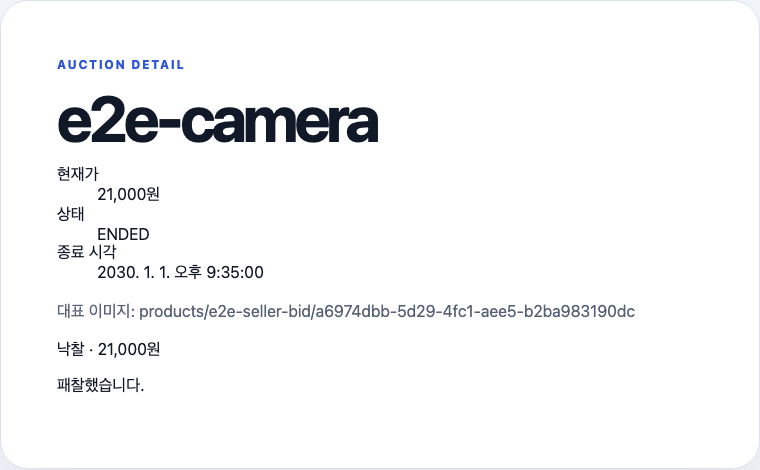 AUCTION DETAIL
e2e-camera
현재가
21,000원
상태
ENDED
종료 시각
2030. 1. 1. 오후 9:35:00
대표 이미지: products/e2e-seller-bid/a6974dbb-5d29-4fc1-aee5-b2ba983190dc
낙찰 · 21,000원
패찰했습니다.